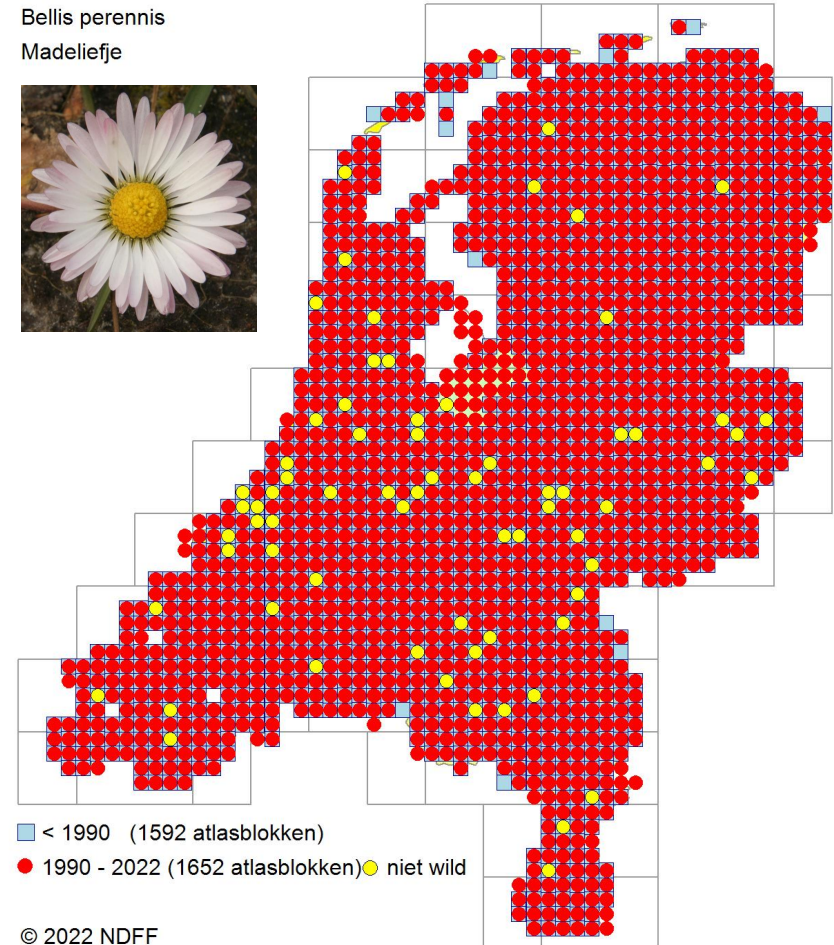 Bellis perennis
Madeliefje
< 1990 (1592 atlasblokken)
1990 - 2022 (1652 atlasblokken) niet wild
© 2022 NDFF